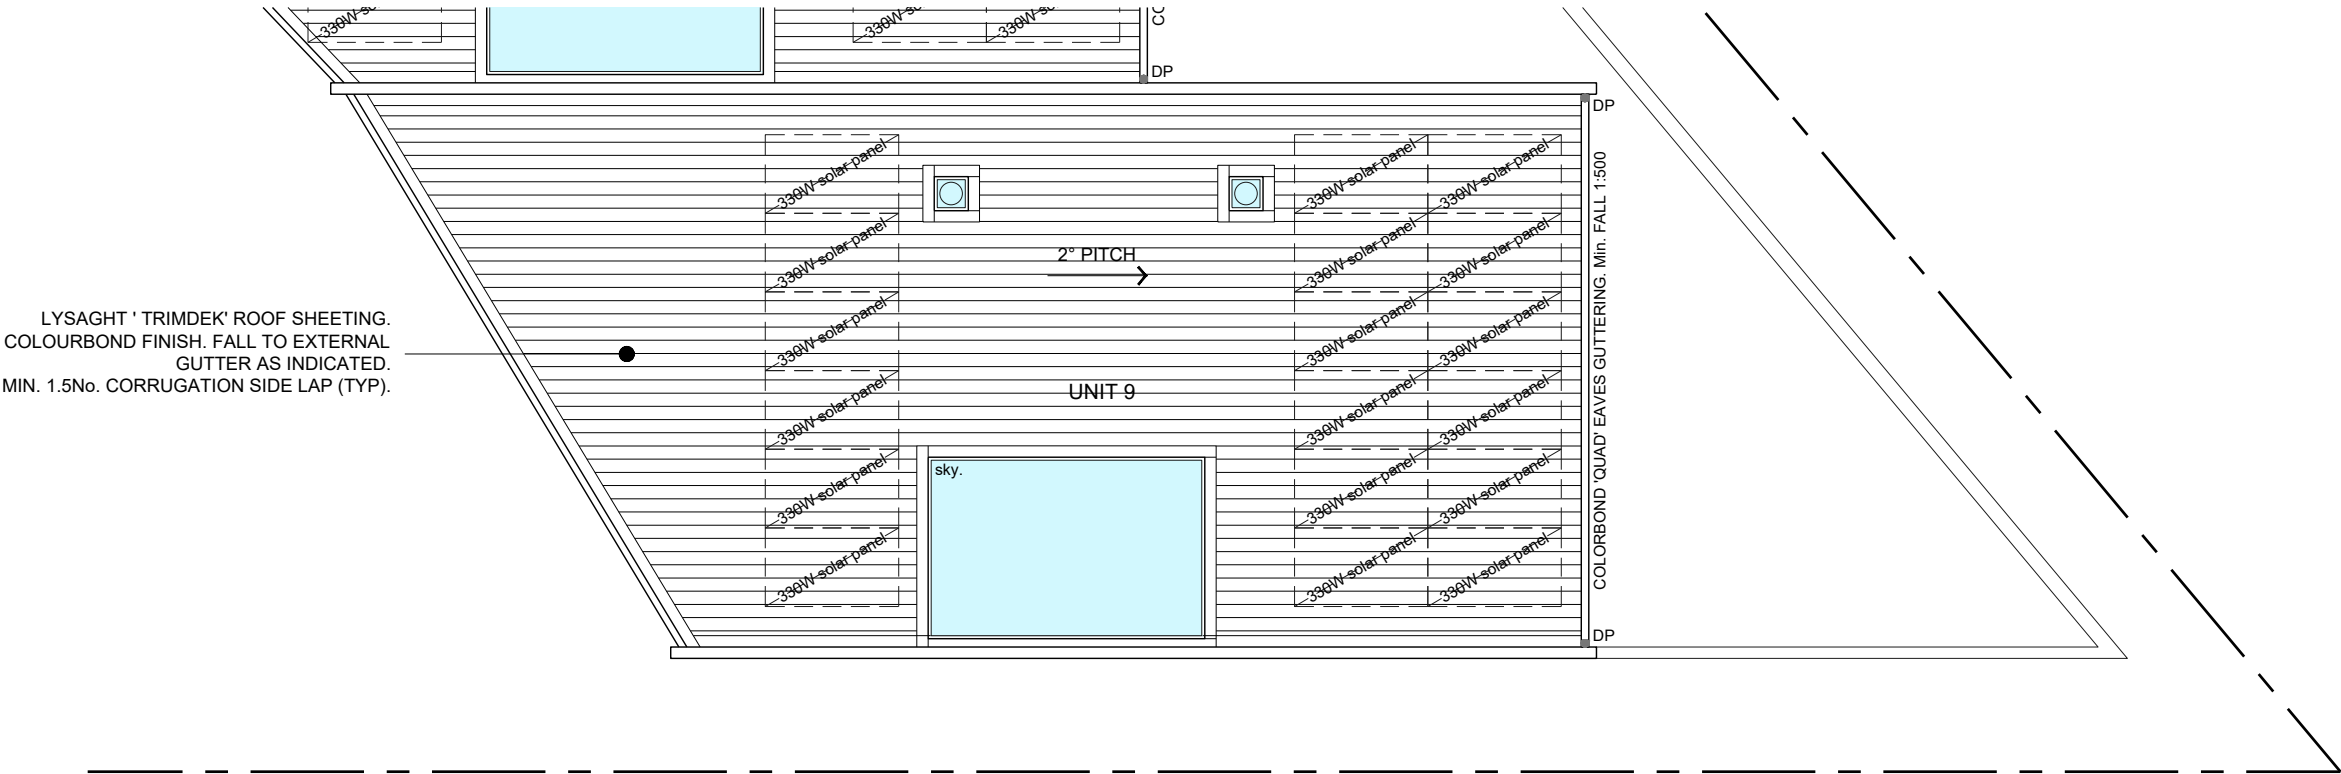 330W
330W
330W
CO
DP
DP
330W solar panel
330W solar panel
330W solar panel
COLORBOND 'QUAD' EAVES GUTTERING. Min. FALL 1:500
330W solar panel
330W solar panel
330W solar panel
2° PITCH
LYSAGHT ' TRIMDEK' ROOF SHEETING.
COLOURBOND FINISH. FALL TO EXTERNAL
GUTTER AS INDICATED.
MIN. 1.5No. CORRUGATION SIDE LAP (TYP).
330W solar panel
330W solar panel
330W solar panel
UNIT 9
330W solar panel
330W solar panel
330W solar panel
sky.
330W solar panel
330W solar panel
330W solar panel
330W solar panel
330W solar panel
330W solar panel
DP